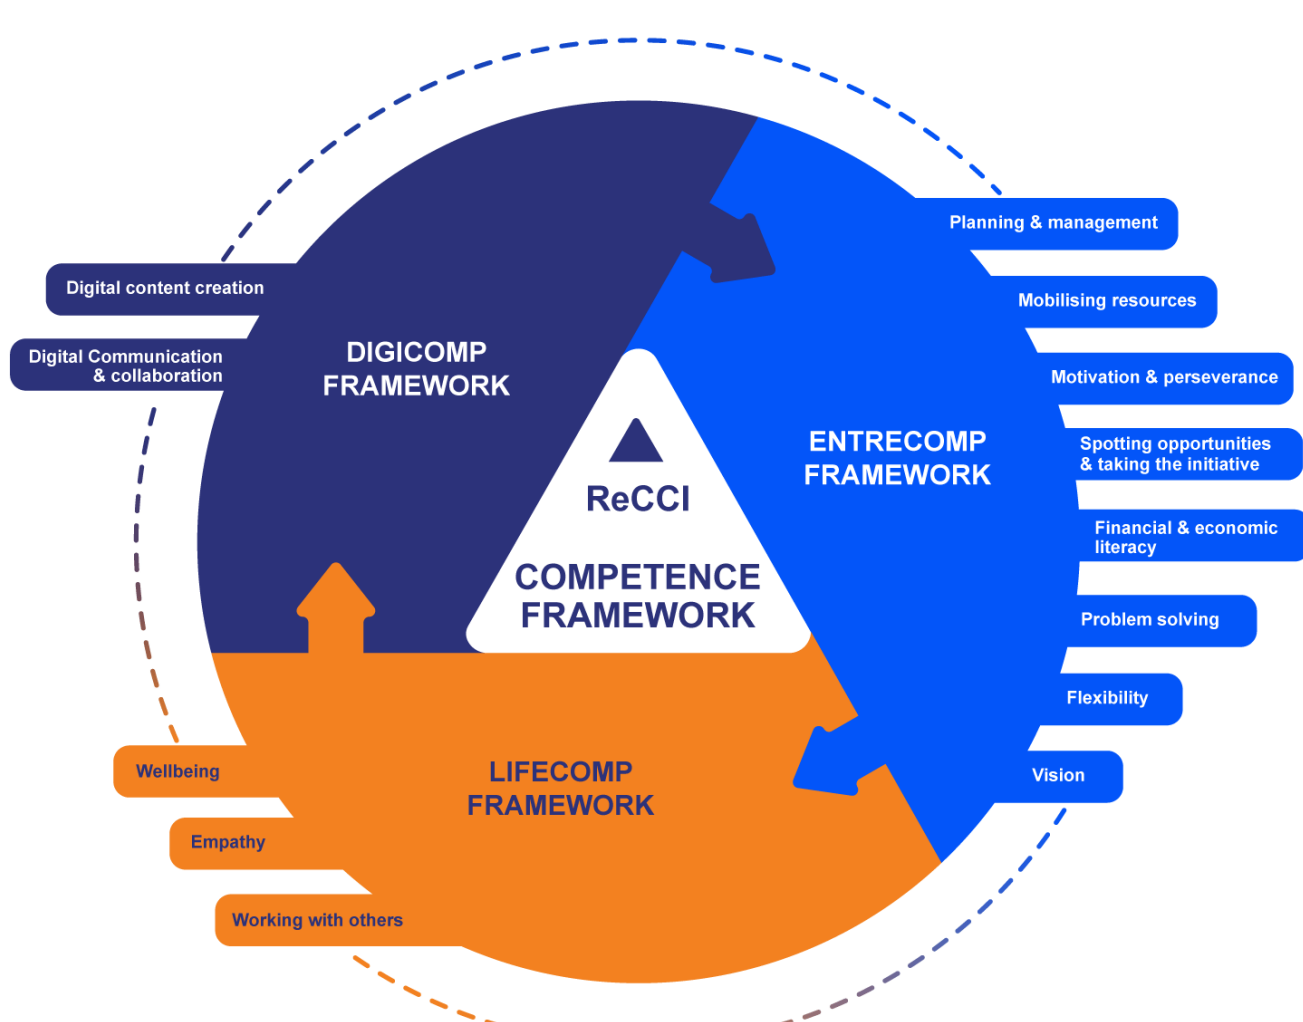 Planning & management
Digital content creation
Mobilising resources
Digital Communication
& collaboration
DIGICOMP
FRAMEWORK
Motivation & perseverance
ENTRECOMP
FRAMEWORK
Spotting opportunities
& taking the initiative
ReCCI
COMPETENCE
FRAMEWORK
Financial & economic
literacy
Problem solving
Flexibility
Wellbeing
LIFECOMP
FRAMEWORK
Vision
Empathy
Working with others